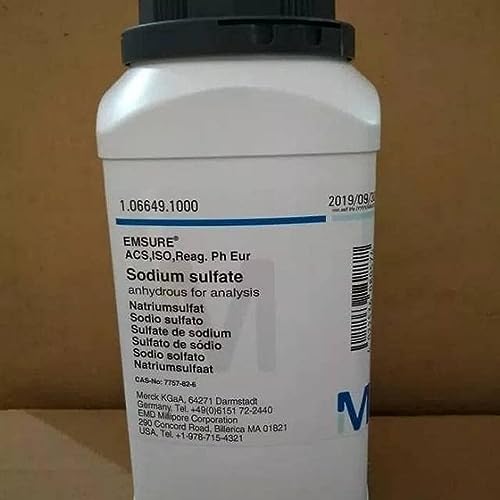 1.06649.1000
2019/09/
EMSURE®
ACS,ISO,Reag. Ph Eur
Sodium sulfate
anhydrous for analysis
Natriumsulfat
Sodio sulfato
Sulfate de sodium
Sulfato de sódio
Sodio solfato
Natriumsulfaat
CAS-No: 7757-82-6
Merck KGaA, 64271 Darmstadt
Germany, Tel. +49(0)6151 72-2440
EMD Millipore Corporation
290 Concord Road, Billerica MA 01821
USA, Tel. +1-978-715-4321
M